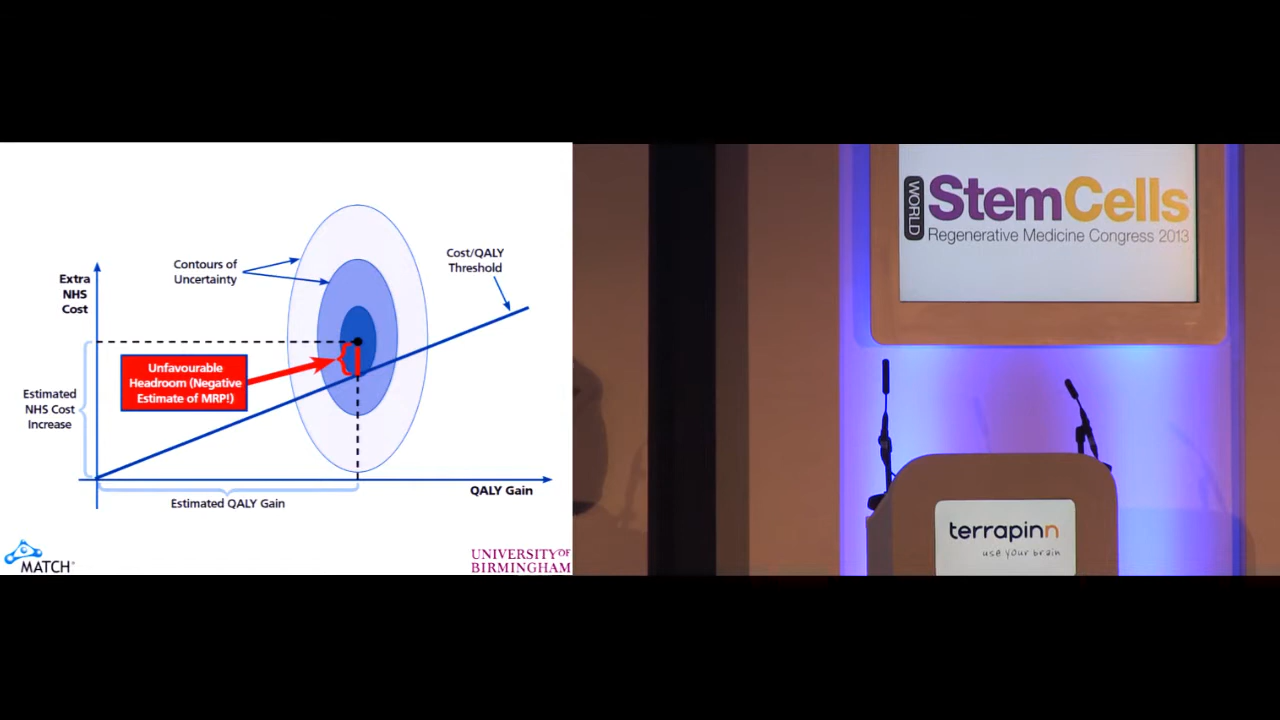 Contours of
Uncertainty
Cost/QALY
Threshold
Extra
NHS
Cost
Unfavourable
Headroom (Negative
Estimate of MRP!)
Estimated
NHS Cost
Increase
Estimated QALY Gain
QALY Gain
MATCH
UNIVERSITY OF
BIRMINGHAM
WORLD
StemCells
Regenerative Medicine Congress 2013
terrapinn
use your brain